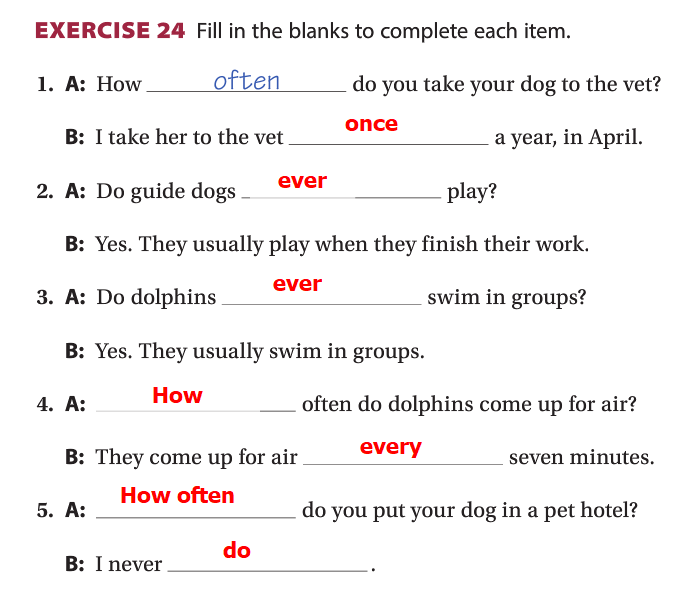 EXERCISE 24 Fill in the blanks to complete each item.
1. A: How often do you take your dog to the vet?
B: I take her to the vet once a year, in April.
2. A: Do guide dogs ever play?
B: Yes. They usually play when they finish their work.
3. A: Do dolphins ever swim in groups?
B: Yes. They usually swim in groups.
4. A: How often do dolphins come up for air?
B: They come up for air every seven minutes.
5. A: How often do you put your dog in a pet hotel?
B: I never do.